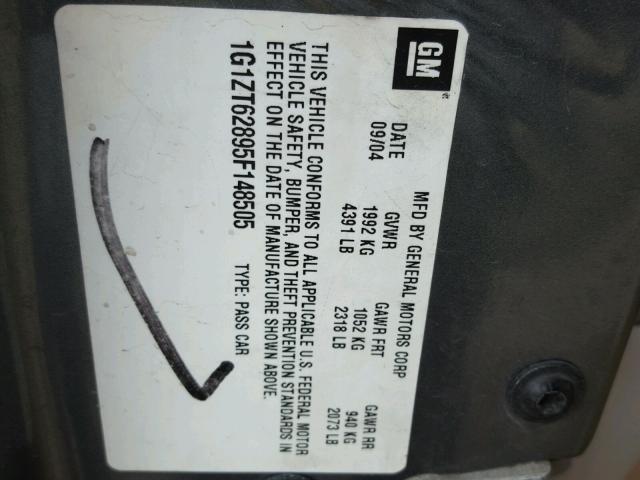 GM
MFD BY GENERAL MOTORS CORP
DATE GVWR GAWR FRT GAWR RR
09/04 1992 KG 1052 KG 940 KG
4391 LB 2318 LB 2073 LB
THIS VEHICLE CONFORMS TO ALL APPLICABLE U.S. FEDERAL MOTOR
VEHICLE SAFETY, BUMPER, AND THEFT PREVENTION STANDARDS IN
EFFECT ON THE DATE OF MANUFACTURE SHOWN ABOVE.
1G1ZT62895F148505 TYPE: PASS CAR